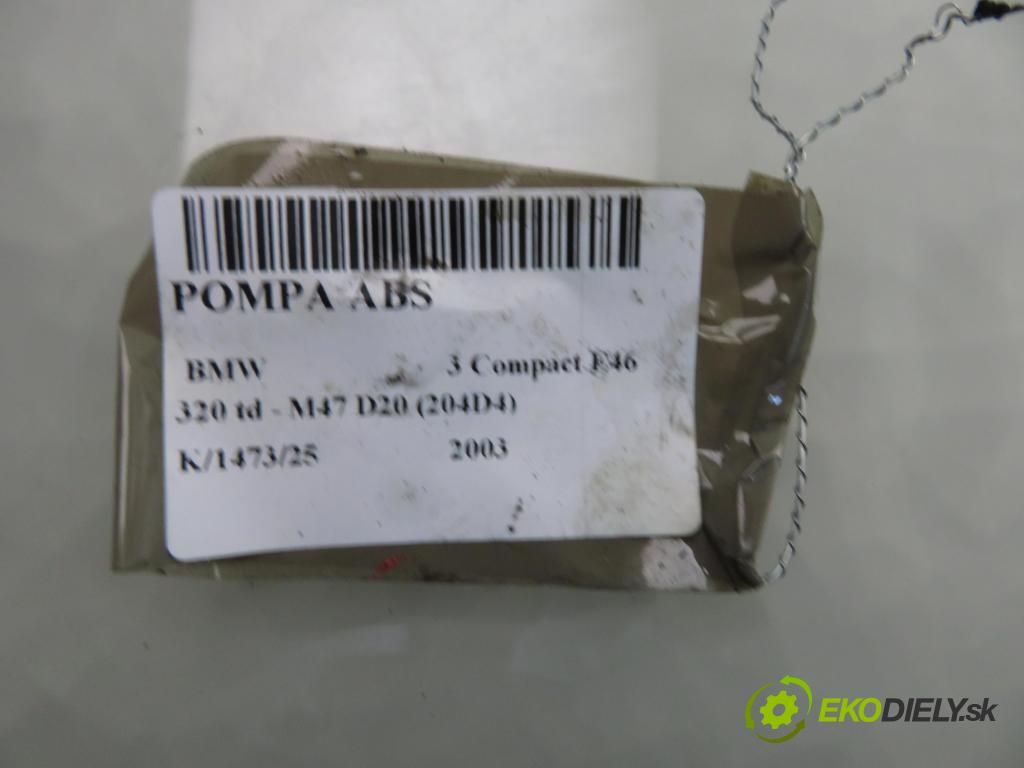 POMPA ABS
BMW 3 Compact E46
320 td - M47 D20 (204D4)
K/1473/25 2003
EKODIELY.sk